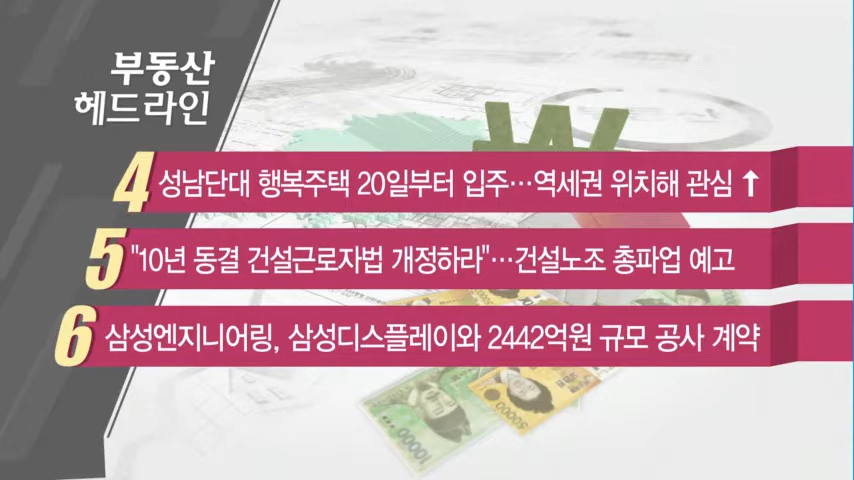 부동산
헤드라인
4 성남단대 행복주택 20일부터 입주…역세권 위치해 관심↑
5 "10년 동결 건설근로자법 개정하라"…건설노조 총파업 예고
6 삼성엔지니어링, 삼성디스플레이와 2442억원 규모 공사 계약
10000
50000